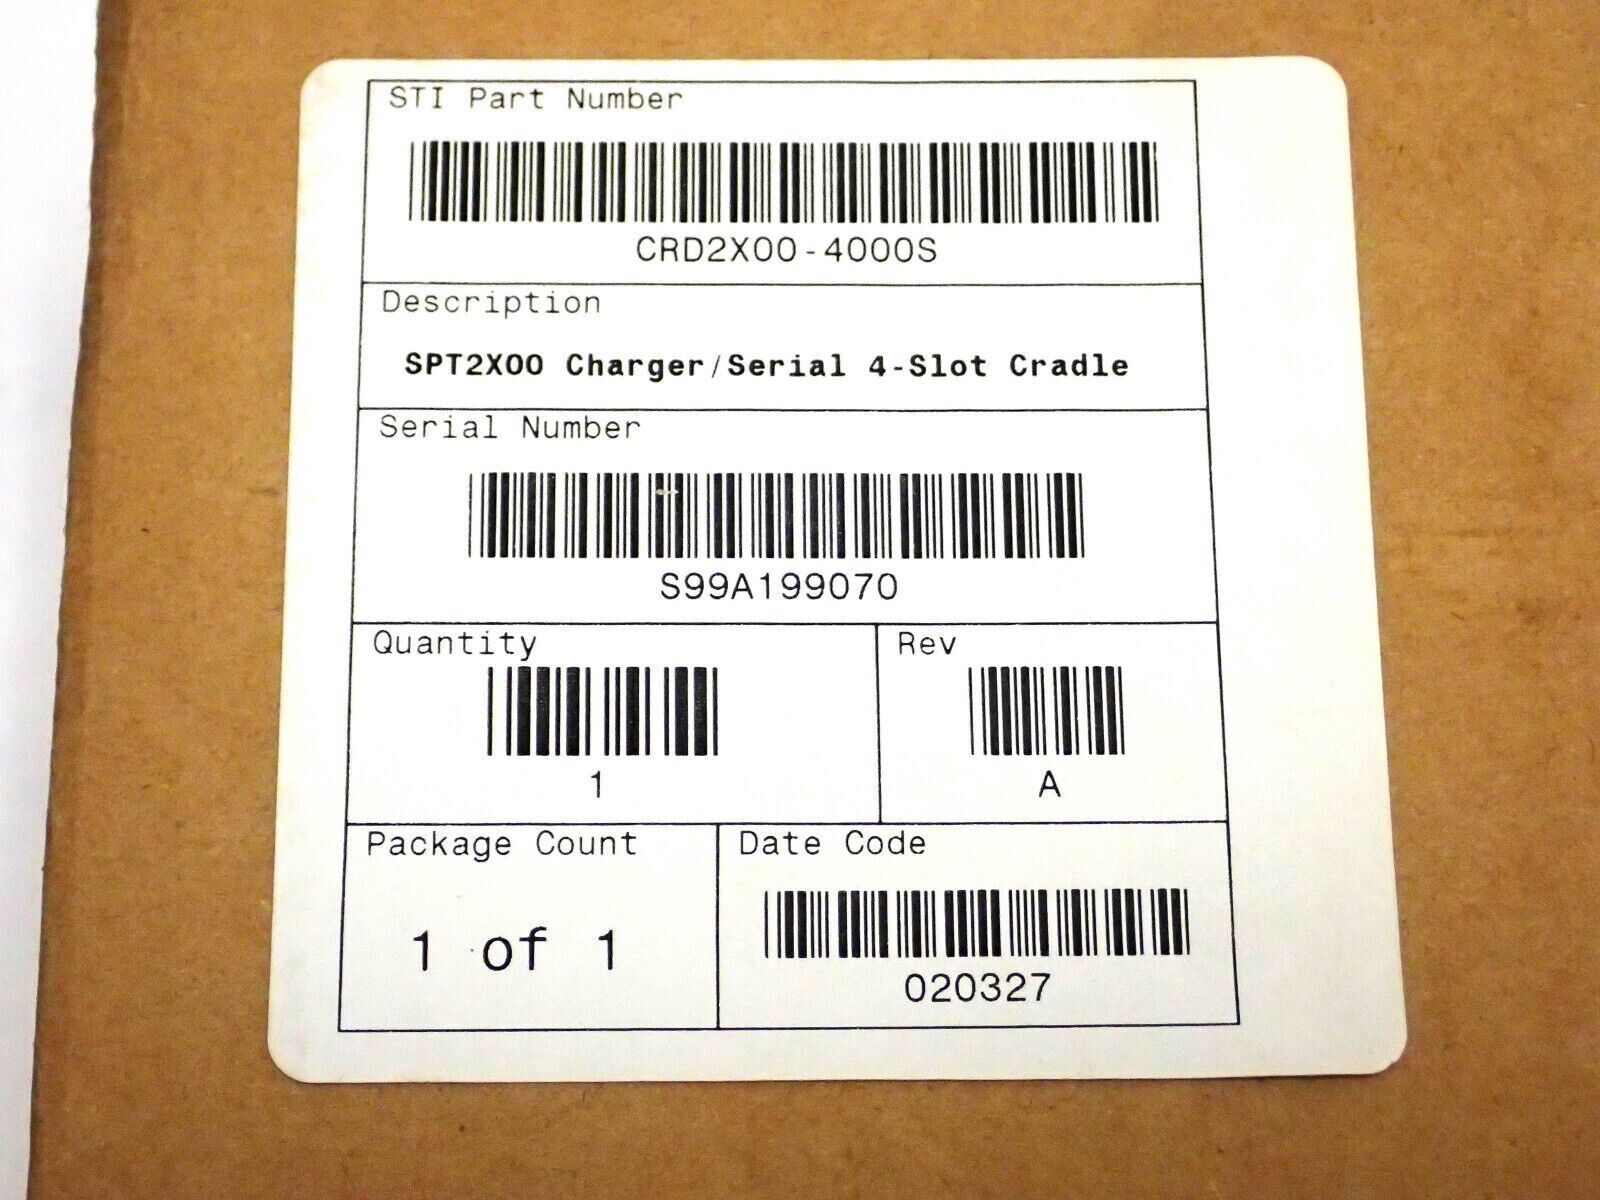 STI Part Number
CRD2X00-4000S
Description
SPT2X00 Charger/Serial 4-Slot Cradle
Serial Number
S99A199070
Quantity
1
Rev
A
Package Count
1 of 1
Date Code
020327